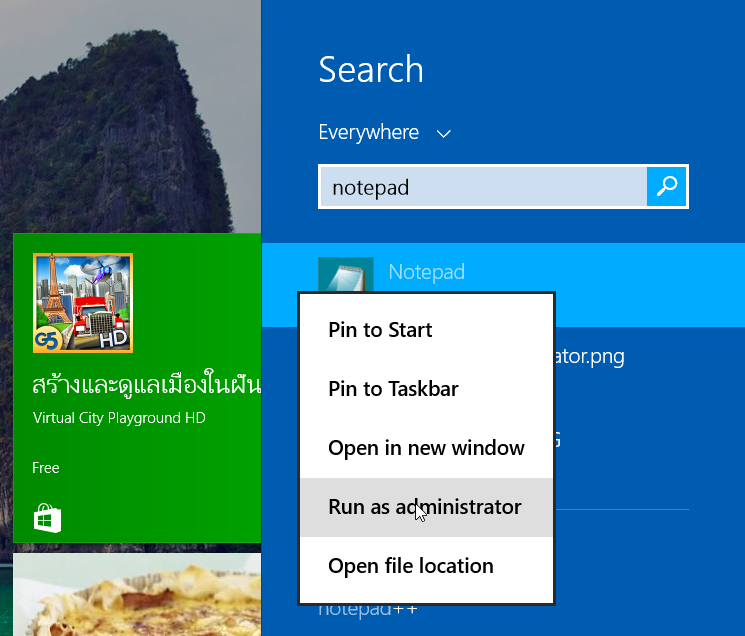 Search
Everywhere
notepad
Notepad
Pin to Start
ator.png
Pin to Taskbar
Open in new window
Run as administrator
Open file location
notepad++
G5
HD
สร้างและดูแลเมืองในฝัน
Virtual City Playground HD
Free